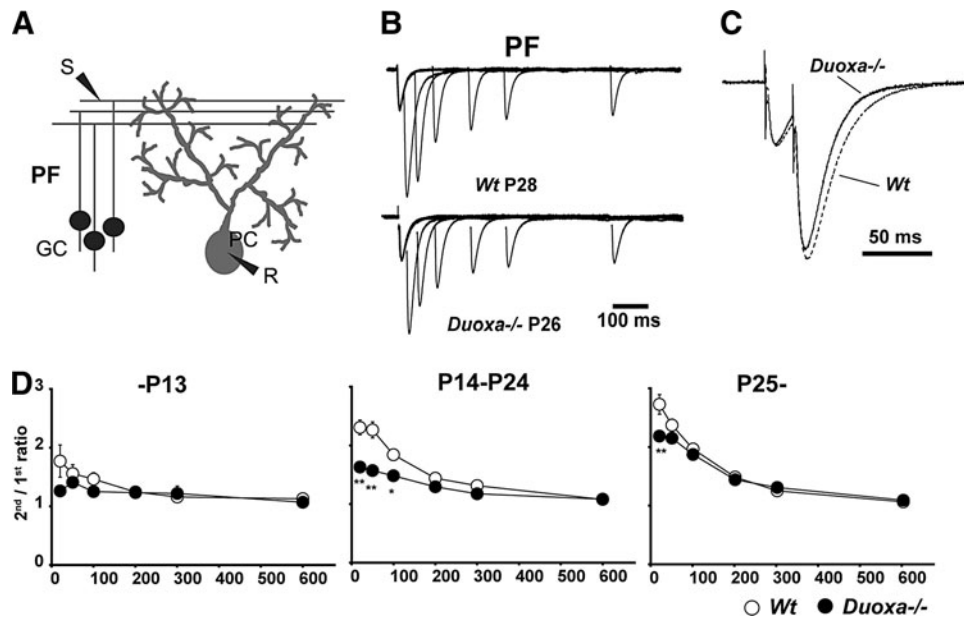 A
S
PF
GC
PC
R
B
PF
Wt P28
Duoxa-/- P26
100 ms
C
Duoxa-/-
Wt
50 ms
D
-P13
P14-P24
P25-
2nd / 1st ratio
3
2
1
0
**
**
*
**
0 100 200 300 400 500 600
0 100 200 300 400 500 600
0 100 200 300 400 500 600
Wt Duoxa-/-